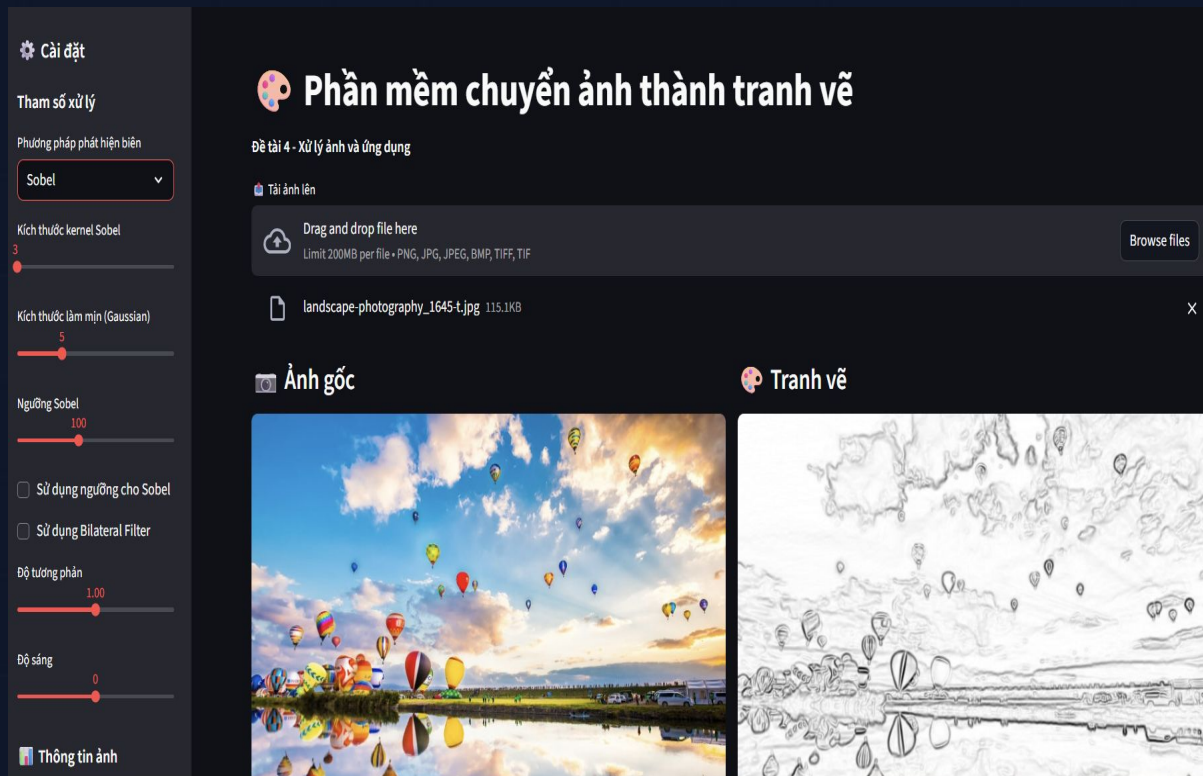 Cài đặt
Tham số xử lý
Phương pháp phát hiện biên
Sobel
Kích thước kernel Sobel
3
Kích thước làm mịn (Gaussian)
5
Ngưỡng Sobel
100
Sử dụng ngưỡng cho Sobel
Sử dụng Bilateral Filter
Độ tương phản
1.00
Độ sáng
0
Thông tin ảnh
Phần mềm chuyển ảnh thành tranh vẽ
Đề tài 4 - Xử lý ảnh và ứng dụng
Tải ảnh lên
Drag and drop file here
Limit 200MB per file • PNG, JPG, JPEG, BMP, TIFF, TIF
Browse files
landscape-photography_1645-t.jpg 115.1KB
X
Ảnh gốc
Tranh vẽ